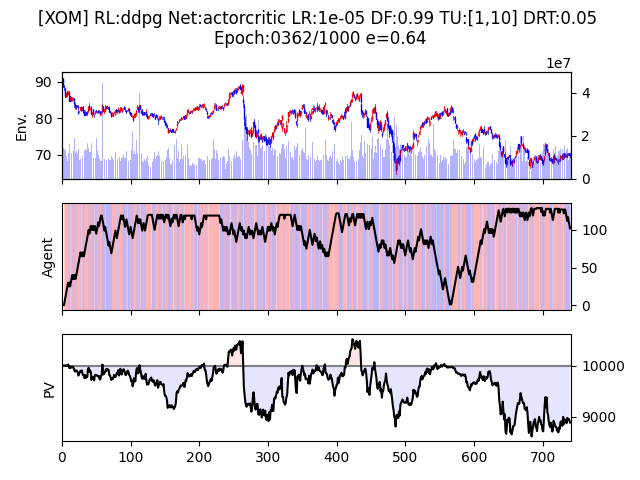 [XOM] RL:ddpg Net:actorcritic LR:1e-05 DF:0.99 TU:[1,10] DRT:0.05
Epoch:0362/1000 e=0.64
1e7
90
80
70
Env.
4
2
0
Agent
100
50
0
PV
10000
9000
0 100 200 300 400 500 600 700